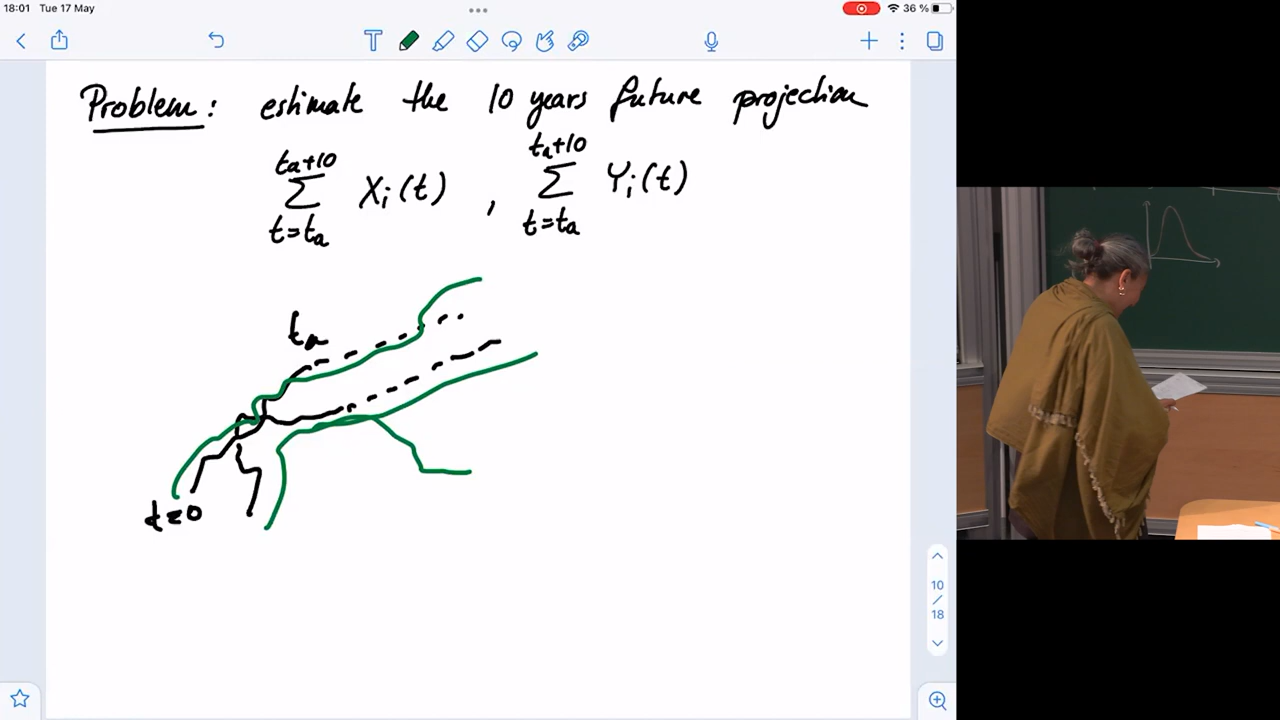 18:01 Tue 17 May
36 %
Problem: estimate the 10 years future projection
ta+10
∑ Xi(t) ,
t=ta
ta+10
∑ Yi(t)
t=ta
ta
t=0
10
/
18